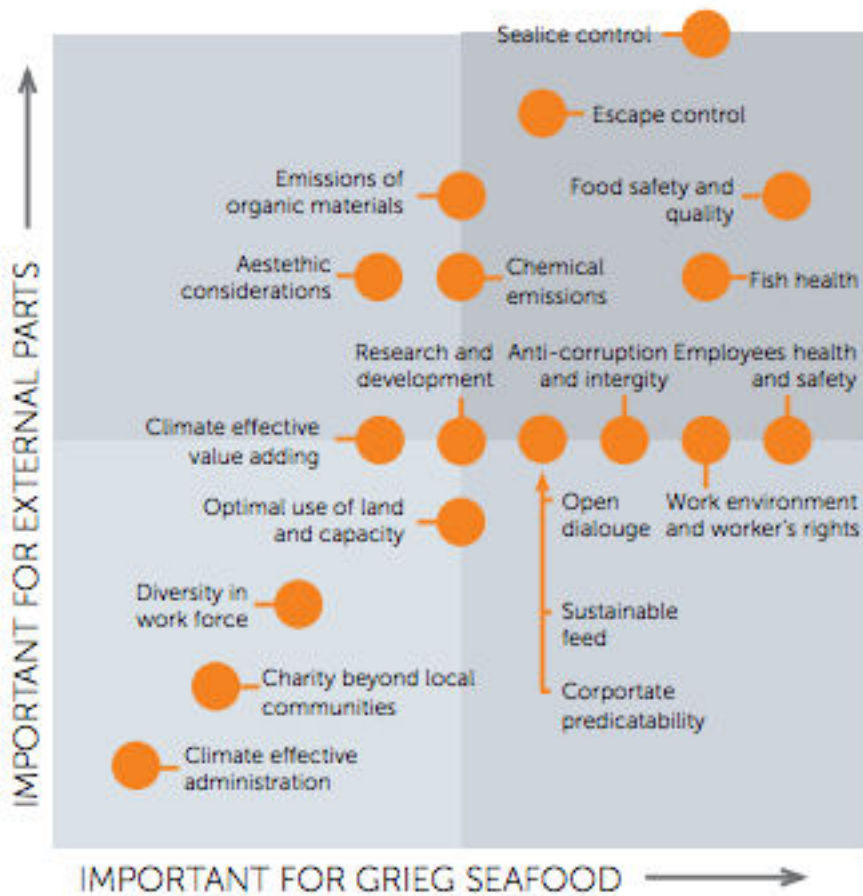 Sealice control
Escape control
Emissions of
organic materials
Food safety and
quality
Aestethic
considerations
Chemical
emissions
Fish health
Research and
development
Anti-corruption
and intergity
Employees health
and safety
Climate effective
value adding
Optimal use of land
and capacity
Open
dialouge
Work environment
and worker's rights
Diversity in
work force
Sustainable
feed
Charity beyond local
communities
Corportate
predicatability
Climate effective
administration
IMPORTANT FOR EXTERNAL PARTS
IMPORTANT FOR GRIEG SEAFOOD